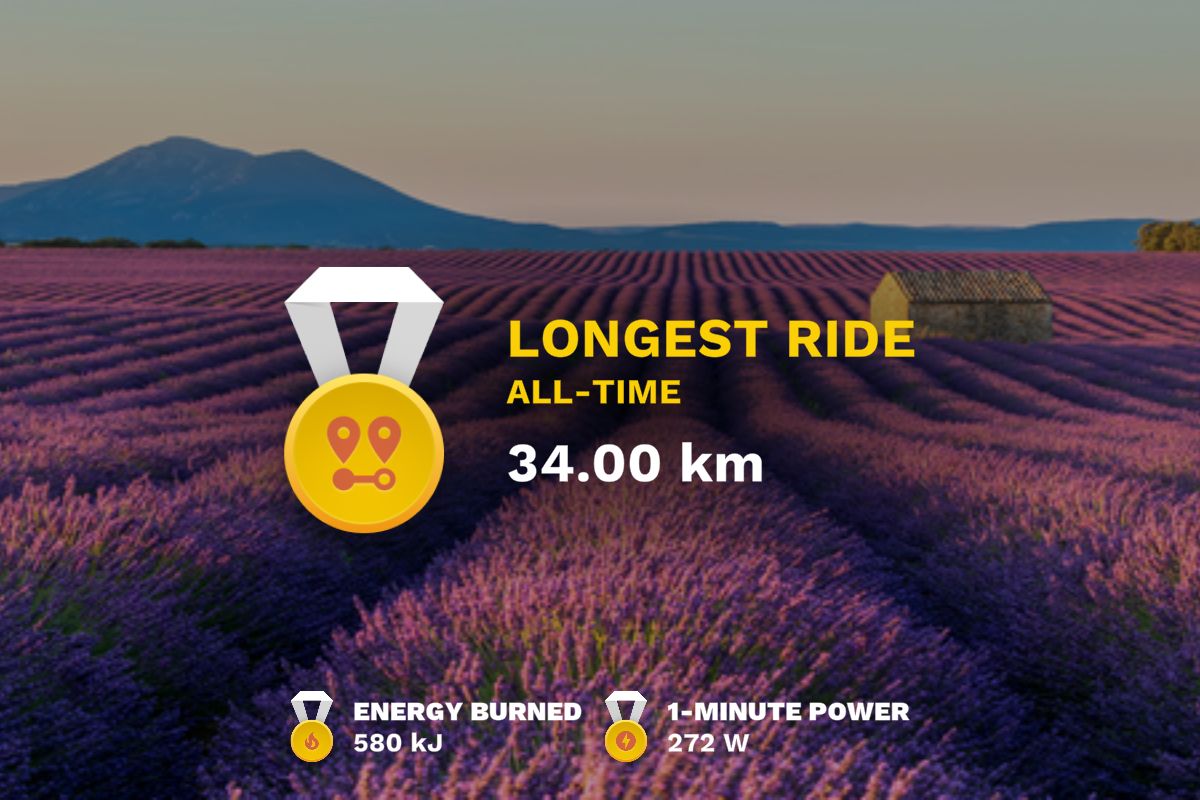 LONGEST RIDE
ALL-TIME
34.00 km
ENERGY BURNED
580 kJ
1-MINUTE POWER
272 W